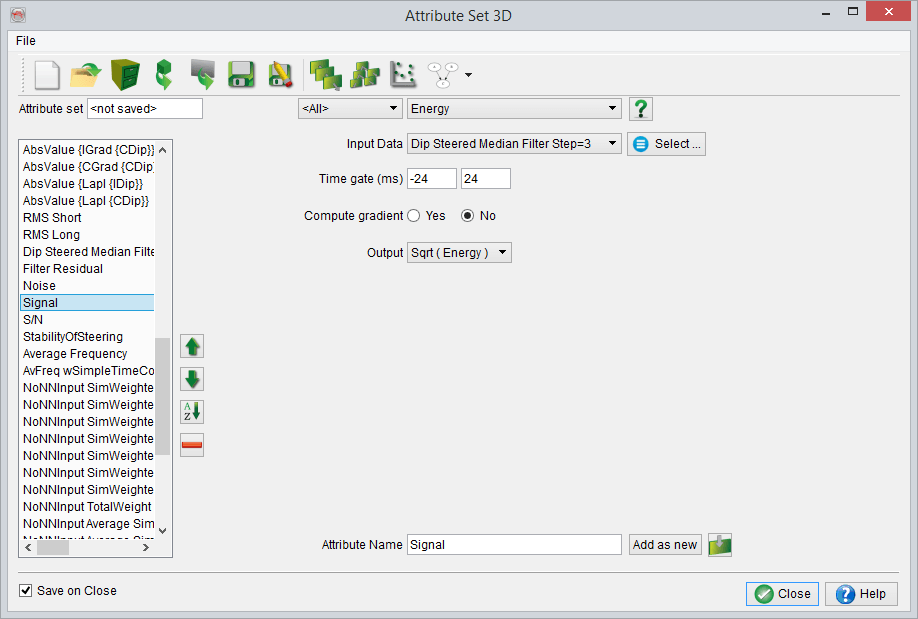 Attribute Set 3D
File
Attribute set <not saved>
<All> Energy
Input Data Dip Steered Median Filter Step=3 Select ...
Time gate (ms) -24 24
Compute gradient Yes No
Output Sqrt ( Energy )
AbsValue {IGrad {CDip}}
AbsValue {CGrad {CDip
AbsValue {Lapl {IDip}}
AbsValue {Lapl {CDip}}
RMS Short
RMS Long
Dip Steered Median Filte
Filter Residual
Noise
Signal
S/N
StabilityOfSteering
Average Frequency
AvFreq wSimpleTimeCo
NoNNInput SimWeighte
NoNNInput SimWeighte
NoNNInput SimWeighte
NoNNInput SimWeighte
NoNNInput SimWeighte
NoNNInput SimWeighte
NoNNInput SimWeighte
NoNNInput TotalWeight
NoNNInput Average Sim
NoNNInput Average Sim
A
Z
Attribute Name Signal Add as new
Save on Close
Close Help